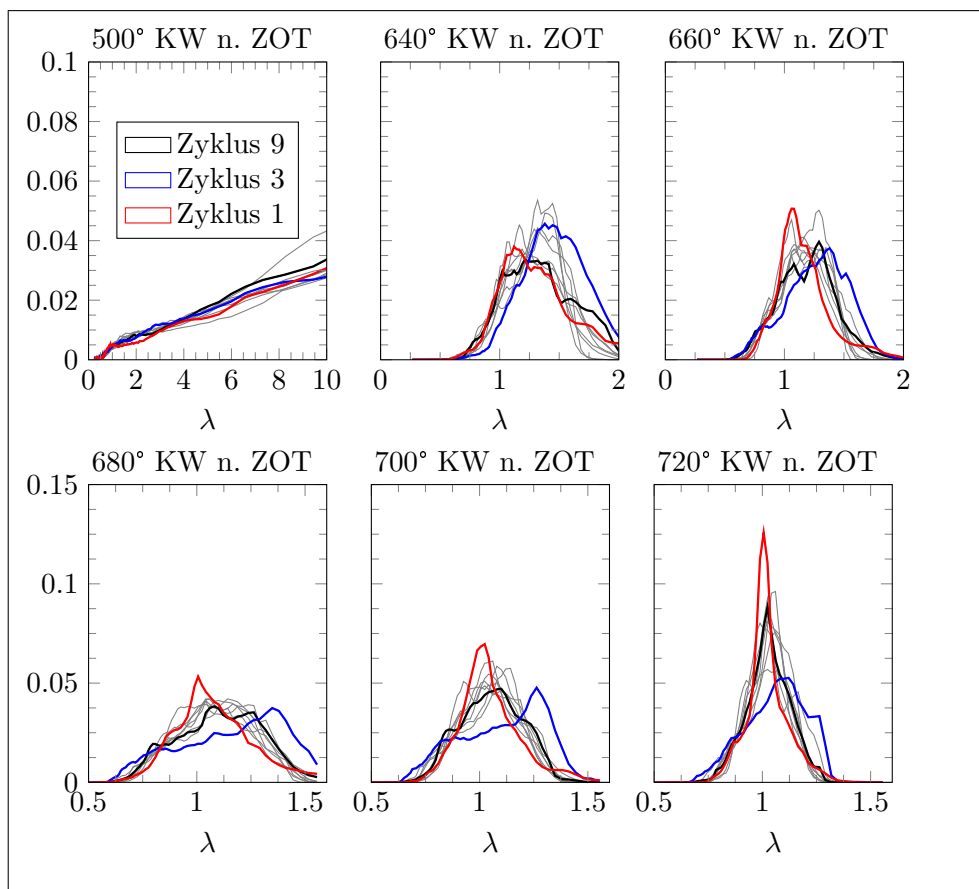 500° KW n. ZOT 640° KW n. ZOT 660° KW n. ZOT
0.1
0.08
0.06
0.04
0.02
0
Zyklus 9
Zyklus 3
Zyklus 1
0 2 4 6 8 10 0 1 2 0 1 2
λ λ λ
680° KW n. ZOT 700° KW n. ZOT 720° KW n. ZOT
0.15
0.1
0.05
0
0.5 1 1.5 0.5 1 1.5 0.5 1 1.5
λ λ λ